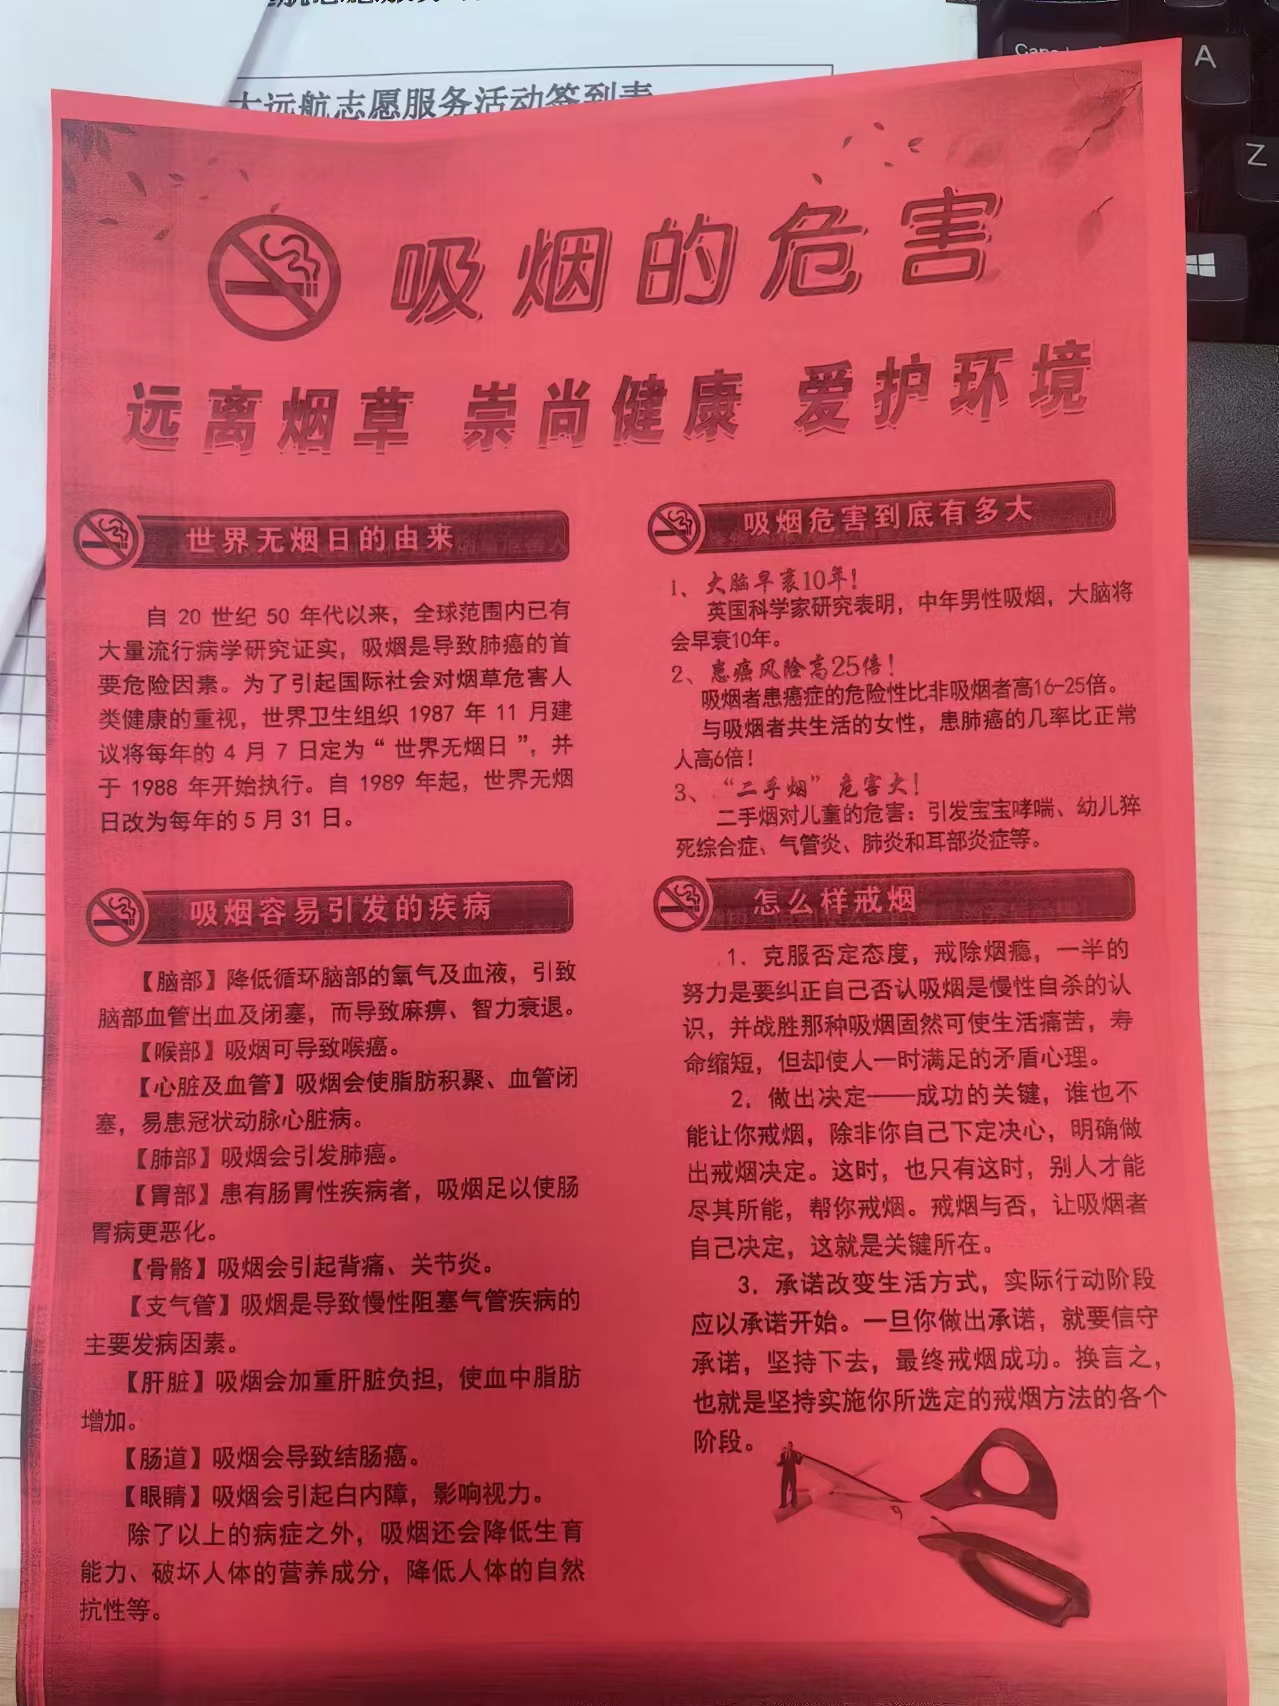 大远航志愿服务活动签到表
A
Z
吸烟的危害
远离烟草 崇尚健康 爱护环境
世界无烟日的由来
自 20 世纪 50 年代以来，全球范围内已有
大量流行病学研究证实，吸烟是导致肺癌的首
要危险因素。为了引起国际社会对烟草危害人
类健康的重视，世界卫生组织 1987 年 11 月建
议将每年的 4 月 7 日定为“ 世界无烟日 ”，并
于 1988 年开始执行。自 1989 年起，世界无烟
日改为每年的 5 月 31 日。
吸烟容易引发的疾病
【脑部】降低循环脑部的氧气及血液，引致
脑部血管出血及闭塞，而导致麻痹、智力衰退。
【喉部】吸烟可导致喉癌。
【心脏及血管】吸烟会使脂肪积聚、血管闭
塞，易患冠状动脉心脏病。
【肺部】吸烟会引发肺癌。
【胃部】患有肠胃性疾病者，吸烟足以使肠
胃病更恶化。
【骨骼】吸烟会引起背痛、关节炎。
【支气管】吸烟是导致慢性阻塞气管疾病的
主要发病因素。
【肝脏】吸烟会加重肝脏负担，使血中脂肪
增加。
【肠道】吸烟会导致结肠癌。
【眼睛】吸烟会引起白内障，影响视力。
除了以上的病症之外，吸烟还会降低生育
能力、破坏人体的营养成分，降低人体的自然
抗性等。
吸烟危害到底有多大
1、大脑早衰10年！
英国科学家研究表明，中年男性吸烟，大脑将
会早衰10年。
2、患癌风险高25倍！
吸烟者患癌症的危险性比非吸烟者高16-25倍。
与吸烟者共生活的女性，患肺癌的几率比正常
人高6倍！
3、“二手烟”危害大！
二手烟对儿童的危害：引发宝宝哮喘、幼儿猝
死综合症、气管炎、肺炎和耳部炎症等。
怎么样戒烟
1. 克服否定态度，戒除烟瘾，一半的
努力是要纠正自己否认吸烟是慢性自杀的认
识，并战胜那种吸烟固然可使生活痛苦，寿
命缩短，但却使人一时满足的矛盾心理。
2. 做出决定——成功的关键，谁也不
能让你戒烟，除非你自己下定决心，明确做
出戒烟决定。这时，也只有这时，别人才能
尽其所能，帮你戒烟。戒烟与否，让吸烟者
自己决定，这就是关键所在。
3. 承诺改变生活方式，实际行动阶段
应以承诺开始。一旦你做出承诺，就要信守
承诺，坚持下去，最终戒烟成功。换言之，
也就是坚持实施你所选定的戒烟方法的各个
阶段。